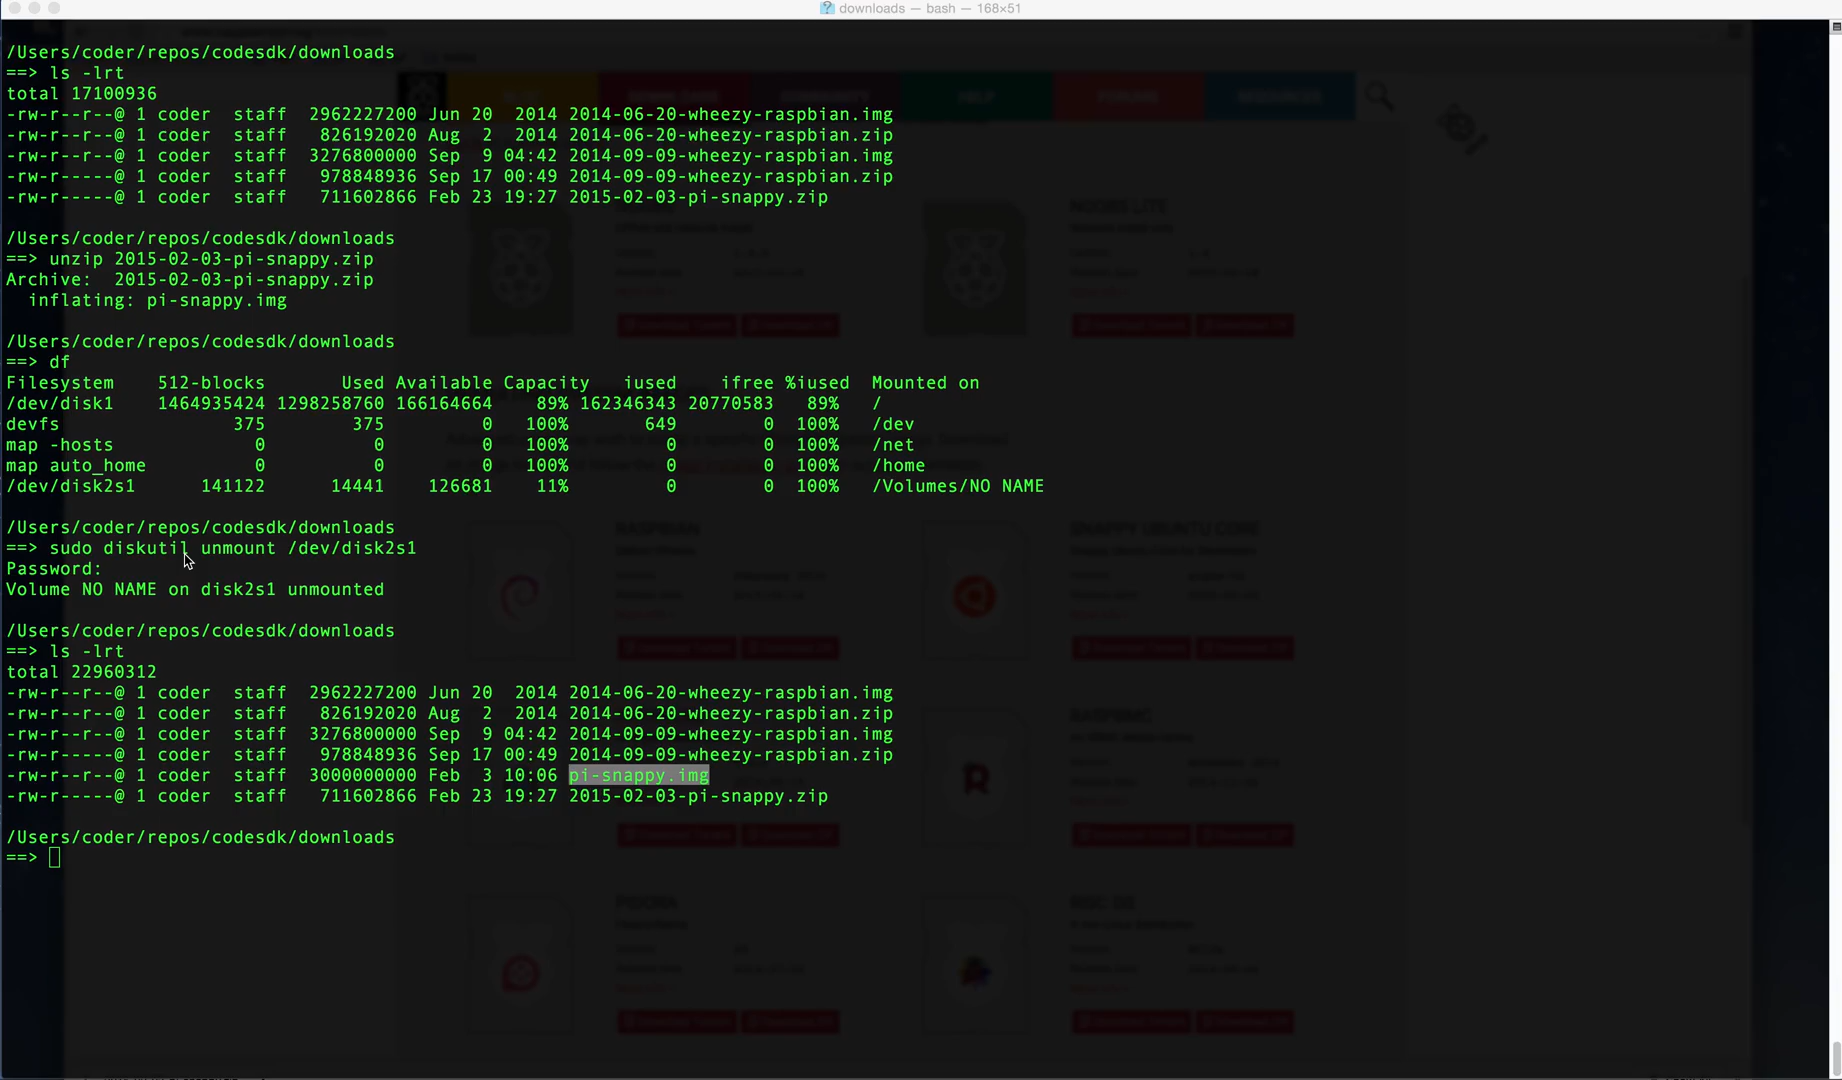 downloads — bash — 168×51
/Users/coder/repos/codesdk/downloads
==> ls -lrt
total 17100936
-rw-r--r--@ 1 coder  staff  2962227200 Jun 20  2014 2014-06-20-wheezy-raspbian.img
-rw-r--r--@ 1 coder  staff   826192020 Aug  2  2014 2014-06-20-wheezy-raspbian.zip
-rw-r--r--@ 1 coder  staff  3276800000 Sep  9 04:42 2014-09-09-wheezy-raspbian.img
-rw-r-----@ 1 coder  staff   978848936 Sep 17 00:49 2014-09-09-wheezy-raspbian.zip
-rw-r-----@ 1 coder  staff   711602866 Feb 23 19:27 2015-02-03-pi-snappy.zip
/Users/coder/repos/codesdk/downloads
==> unzip 2015-02-03-pi-snappy.zip
Archive:  2015-02-03-pi-snappy.zip
  inflating: pi-snappy.img
/Users/coder/repos/codesdk/downloads
==> df
Filesystem    512-blocks       Used Available Capacity   iused    ifree %iused  Mounted on
/dev/disk1    1464935424 1298258760 166164664    89% 162346343 20770583   89%   /
devfs                375        375         0   100%       649        0  100%   /dev
map -hosts             0          0         0   100%         0        0  100%   /net
map auto_home          0          0         0   100%         0        0  100%   /home
/dev/disk2s1      141122      14441    126681    11%         0        0  100%   /Volumes/NO NAME
/Users/coder/repos/codesdk/downloads
==> sudo diskutil unmount /dev/disk2s1
Password:
Volume NO NAME on disk2s1 unmounted
/Users/coder/repos/codesdk/downloads
==> ls -lrt
total 22960312
-rw-r--r--@ 1 coder  staff  2962227200 Jun 20  2014 2014-06-20-wheezy-raspbian.img
-rw-r--r--@ 1 coder  staff   826192020 Aug  2  2014 2014-06-20-wheezy-raspbian.zip
-rw-r--r--@ 1 coder  staff  3276800000 Sep  9 04:42 2014-09-09-wheezy-raspbian.img
-rw-r-----@ 1 coder  staff   978848936 Sep 17 00:49 2014-09-09-wheezy-raspbian.zip
-rw-r-----@ 1 coder  staff  3000000000 Feb  3 10:06 pi-snappy.img
-rw-r-----@ 1 coder  staff   711602866 Feb 23 19:27 2015-02-03-pi-snappy.zip
/Users/coder/repos/codesdk/downloads
==>
HELP
FORUMS
RESOURCES
NOOBS LITE
RASPBIAN
SNAPPY UBUNTU CORE
RASPBMC
PIDORA
RISC OS